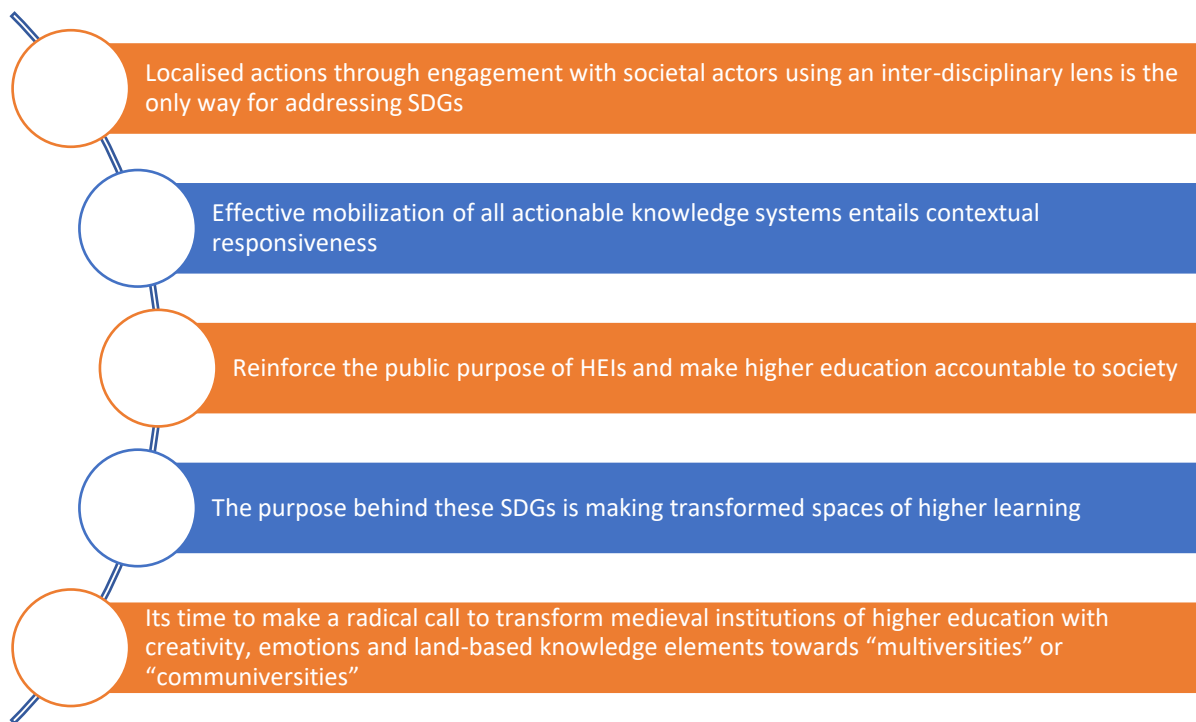 Localised actions through engagement with societal actors using an inter-disciplinary lens is the
only way for addressing SDGs
Effective mobilization of all actionable knowledge systems entails contextual
responsiveness
Reinforce the public purpose of HEIs and make higher education accountable to society
The purpose behind these SDGs is making transformed spaces of higher learning
Its time to make a radical call to transform medieval institutions of higher education with
creativity, emotions and land-based knowledge elements towards “multiversities” or
“communiversities”